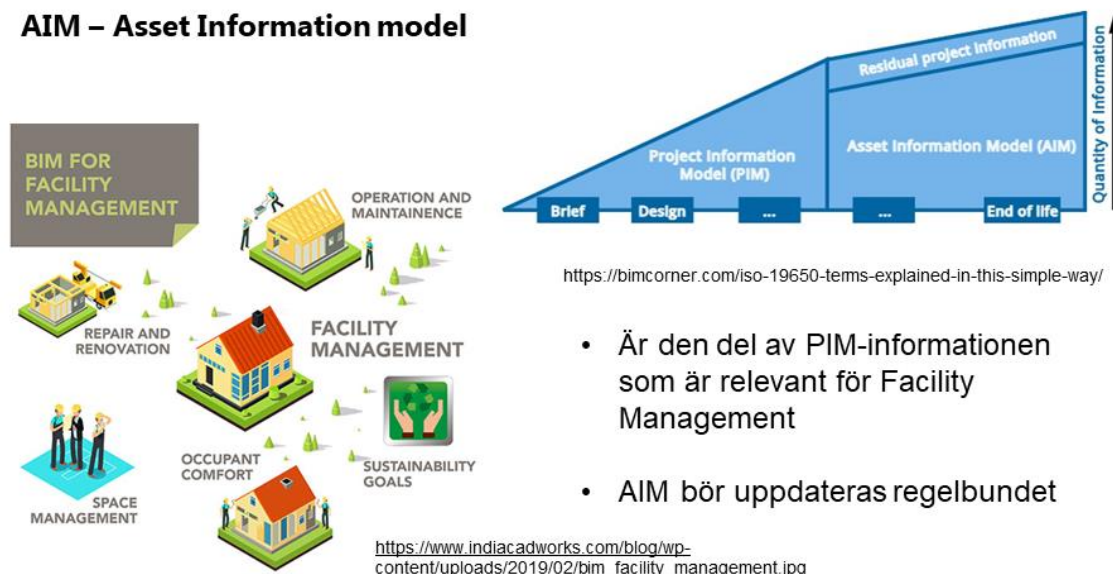 AIM – Asset Information model
BIM FOR
FACILITY
MANAGEMENT
OPERATION AND
MAINTAINENCE
REPAIR AND
RENOVATION
FACILITY
MANAGEMENT
SPACE
MANAGEMENT
OCCUPANT
COMFORT
SUSTAINABILITY
GOALS
https://www.indiacadworks.com/blog/wp-
content/uploads/2019/02/bim_facility_management.jpg
Residual project Information
Project Information
Model (PIM)
Asset Information Model (AIM)
Quantity of Information
Brief
Design
...
...
End of life
https://bimcorner.com/iso-19650-terms-explained-in-this-simple-way/
• Är den del av PIM-informationen
som är relevant för Facility
Management
• AIM bör uppdateras regelbundet